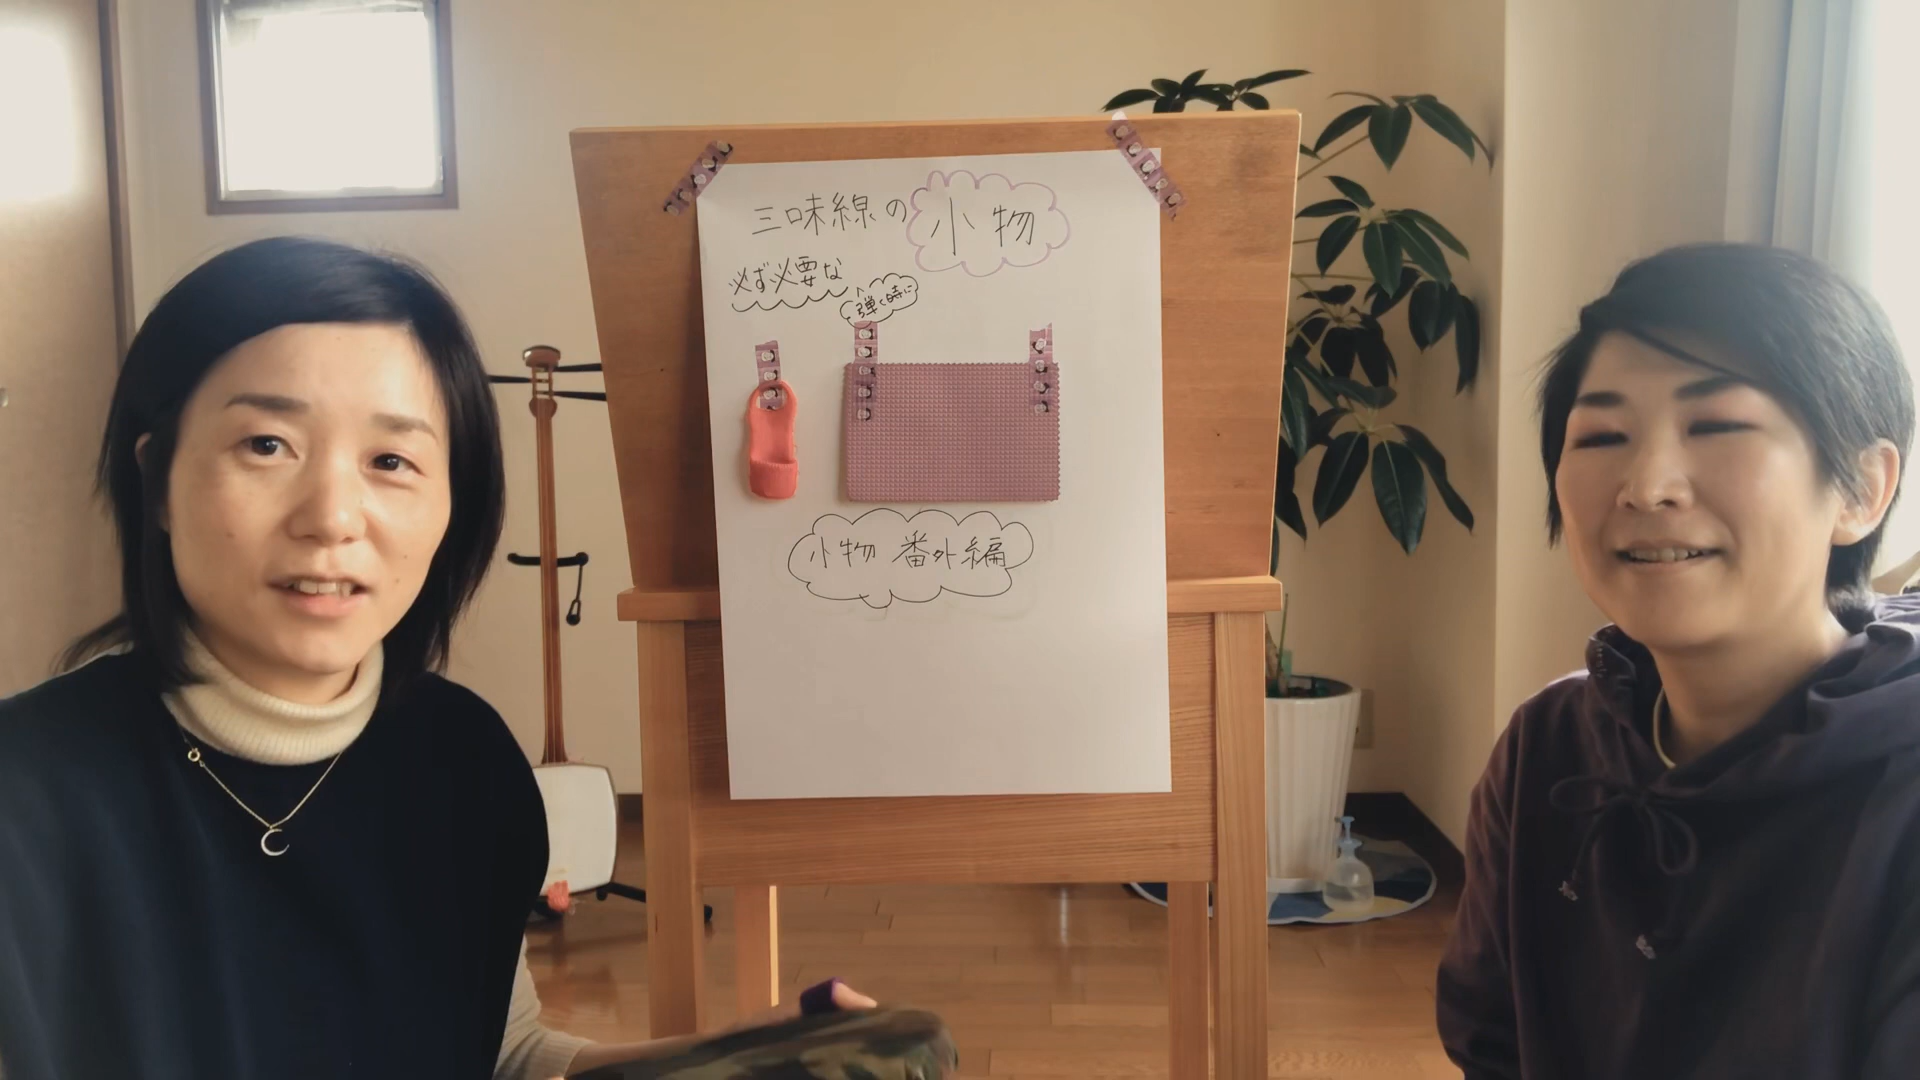 三味線の小物
必ず必要な
弾く時に
小物 番外編